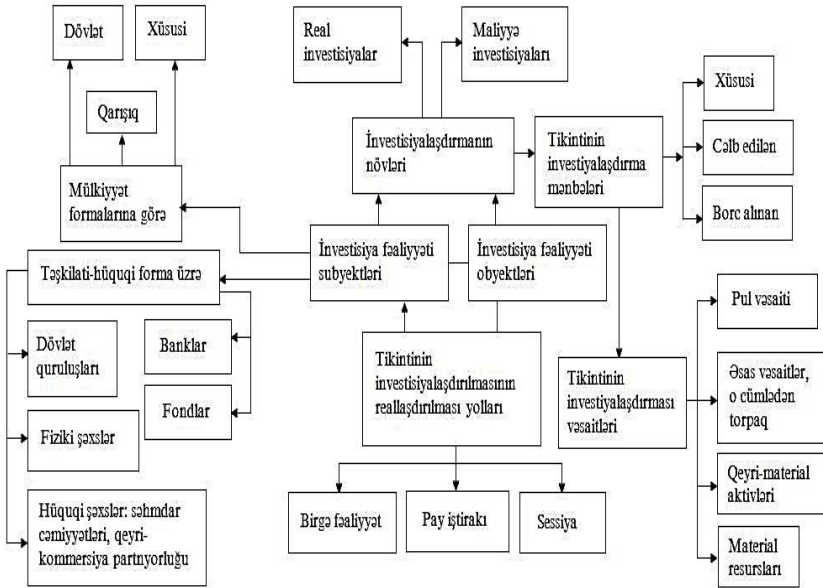 Dövlət
Xüsusi
Real
investisiyalar
Maliyyə
investisiyaları
Qarışıq
Xüsusi
İnvestisiyalaşdırmanın
növləri
Tikintinin
investiyalaşdırma
mənbələri
Cəlb edilən
Mülkiyyət
formalarına görə
Borc alınan
İnvestisiya fəaliyyəti
subyektləri
İnvestisiya fəaliyyəti
obyektləri
Təşkilati-hüquqi forma üzrə
Pul vəsaiti
Dövlət
quruluşları
Banklar
Tikintinin
investisiyalaşdırılmasının
reallaşdırılması yolları
Tikintinin
investiyalaşdırması
vəsaitləri
Əsas vəsaitlər,
o cümlədən
torpaq
Fondlar
Fiziki şəxslər
Qeyri-material
aktivləri
Hüquqi şəxslər: səhmdar
cəmiyyətləri, qeyri-
kommersiya partnyorluğu
Birgə fəaliyyət
Pay iştirakı
Sessiya
Material
resursları